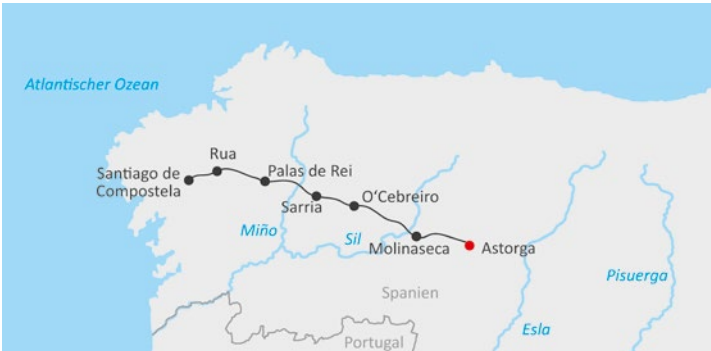 Atlantischer Ozean
Rua
Santiago de
Compostela
Palas de Rei
Sarria
O‘Cebreiro
Miño
Sil
Molinaseca
Astorga
Pisuerga
Spanien
Esla
Portugal